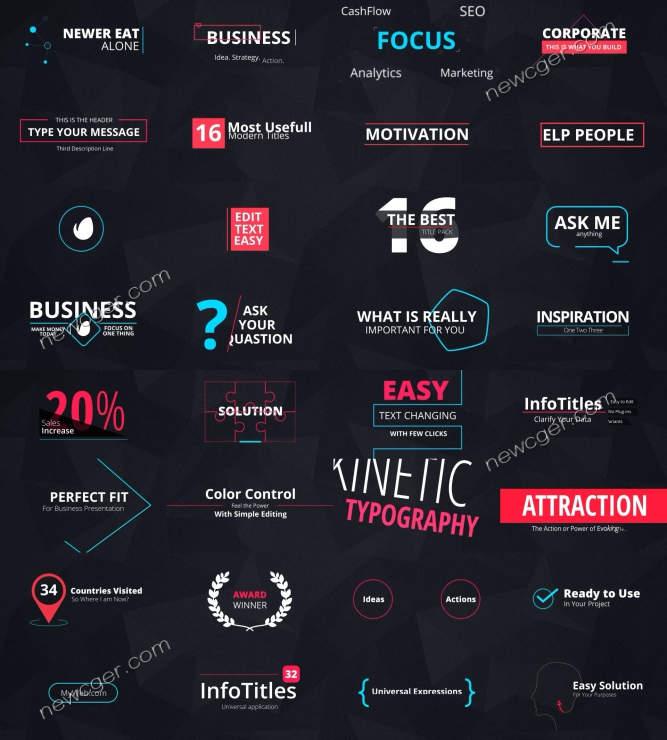 NEWER EAT
ALONE
BUSINESS
Idea. Strategy. Action.
CashFlow
SEO
FOCUS
Analytics
Marketing
CORPORATE
THIS IS WHAT YOU BUILD
newcger.com
THIS IS THE HEADER
TYPE YOUR MESSAGE
Third Description Line
16
Most Usefull
Modern Titles
MOTIVATION
ELP PEOPLE
EDIT
TEXT
EASY
16
THE BEST
TITLE PACK
ASK ME
anything
BUSINESS
MAKE MONEY
TODAY
FOCUS ON
ONE THING
newcger.com
?
ASK
YOUR
QUASTION
WHAT IS REALLY
IMPORTANT FOR YOU
INSPIRATION
One Two Three
20%
Sales
Increase
SOLUTION
EASY
TEXT CHANGING
WITH FEW CLICKS
InfoTitles
Clarify Your Data
Easy to Edit
No Plug-ins
Variants
newcger.com
PERFECT FIT
For Business Presentation
Color Control
Feel the Power
With Simple Editing
KINETIC
TYPOGRAPHY
ATTRACTION
The Action or Power of Evoking
34
Countries Visited
So Where I am Now?
AWARD
WINNER
Ideas
Actions
Ready to Use
In Your Project
newcger.com
InfoTitles
32
Universal application
{ Universal Expressions }
Easy Solution
For Your Purposes